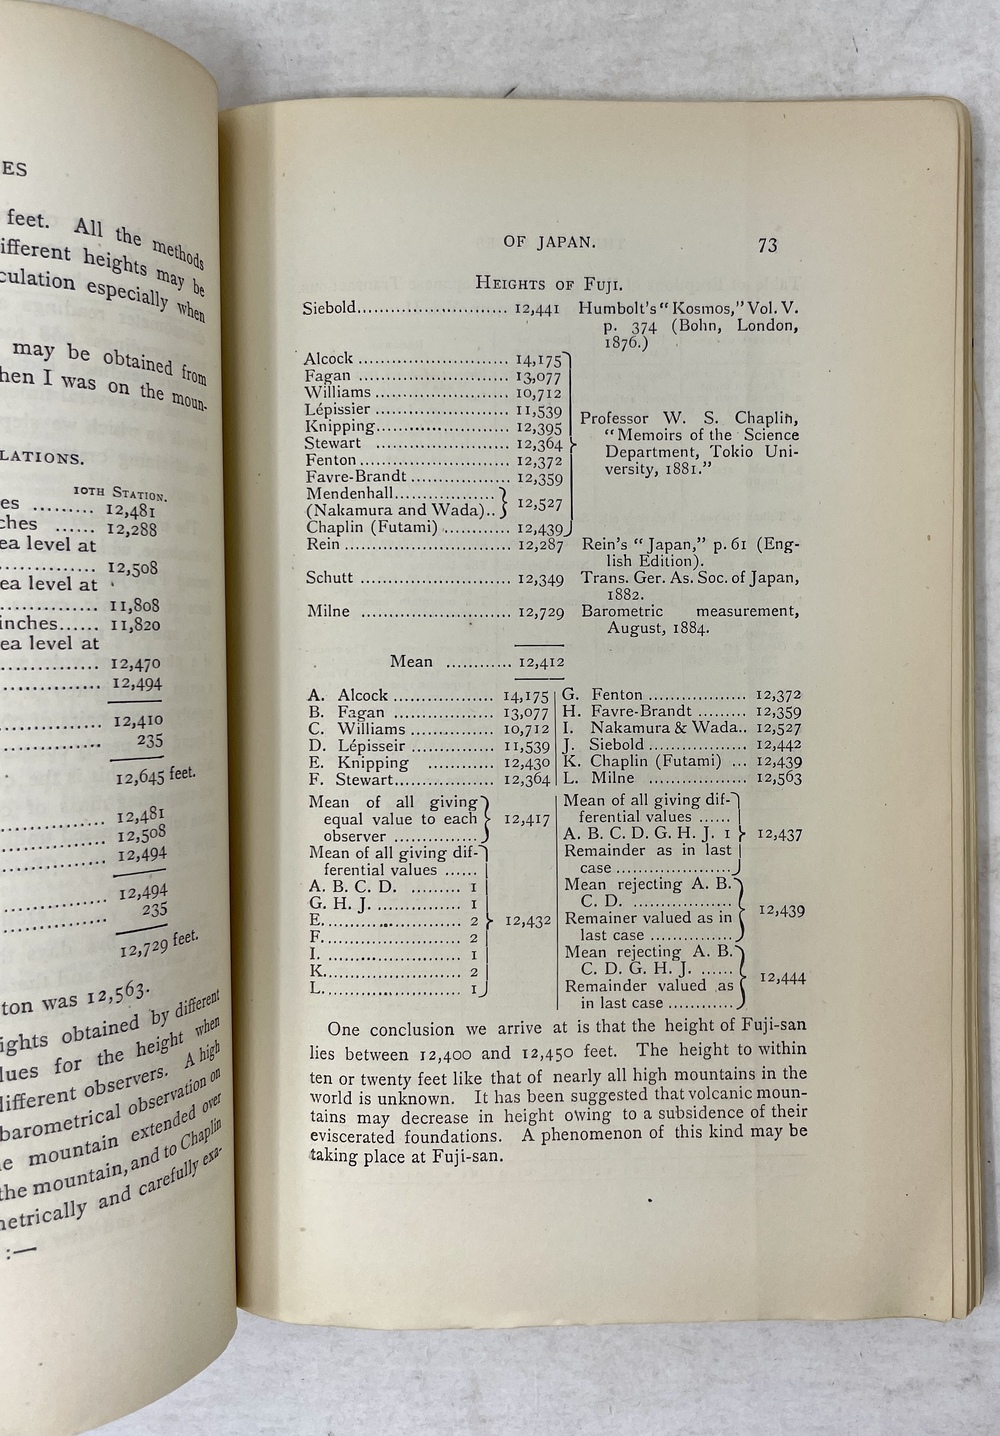 ES
feet. All the methods
ifferent heights may be
culation especially when
may be obtained from
hen I was on the moun-
LATIONS.
10TH STATION.
es ......... 12,481
ches ...... 12,288
ea level at
.............. 12,508
ea level at
.............. 11,808
inches...... 11,820
ea level at
.............. 12,470
.............. 12,494
.............. 12,410
.............. 235
12,645 feet.
.............. 12,481
.............. 12,508
.............. 12,494
.............. 12,494
.............. 235
12,729 feet.
ton was 12,563.
ights obtained by different
lues for the height when
different observers. A high
barometrical observation on
e mountain extended over
the mountain, and to Chaplin
netrically and carefully exa-
:—
OF JAPAN. 73
HEIGHTS OF FUJI.
Siebold.............................. 12,441 Humbolt's "Kosmos," Vol. V.
p. 374 (Bohn, London,
1876.)
Alcock .............................. 14,175
Fagan .............................. 13,077
Williams .............................. 10,712
Lépissier .............................. 11,539
Knipping.............................. 12,395
Stewart .............................. 12,364
Fenton .............................. 12,372
Favre-Brandt .................. 12,359
Mendenhall..................
(Nakamura and Wada).. } 12,527
Chaplin (Futami) ............ 12,439
Professor W. S. Chaplin,
"Memoirs of the Science
Department, Tokio Uni-
versity, 1881."
Rein .............................. 12,287 Rein's "Japan," p. 61 (Eng-
lish Edition).
Schutt .............................. 12,349 Trans. Ger. As. Soc. of Japan,
1882.
Milne .............................. 12,729 Barometric measurement,
August, 1884.
Mean ............ 12,412
A. Alcock .................. 14,175
B. Fagan .................. 13,077
C. Williams .................. 10,712
D. Lépisseir .................. 11,539
E. Knipping ............ 12,430
F. Stewart.................. 12,364
G. Fenton .................. 12,372
H. Favre-Brandt ......... 12,359
I. Nakamura & Wada.. 12,527
J. Siebold .................. 12,442
K. Chaplin (Futami) ... 12,439
L. Milne .................. 12,563
Mean of all giving
equal value to each
observer ............... } 12,417
Mean of all giving dif-
ferential values ......
A. B. C. D. ......... 1
G. H. J. .................. 1
E........................ 2 } 12,432
F........................ 2
I. ........................ 1
K........................ 2
L........................ 1
Mean of all giving dif-
ferential values ......
A. B. C. D. G. H. J. 1 } 12,437
Remainder as in last
case .....................
Mean rejecting A. B.
C. D. .................. } 12,439
Remainer valued as in
last case ...............
Mean rejecting A. B.
C. D. G. H. J. ...... } 12,444
Remainder valued as
in last case ............
One conclusion we arrive at is that the height of Fuji-san
lies between 12,400 and 12,450 feet. The height to within
ten or twenty feet like that of nearly all high mountains in the
world is unknown. It has been suggested that volcanic moun-
tains may decrease in height owing to a subsidence of their
eviscerated foundations. A phenomenon of this kind may be
taking place at Fuji-san.